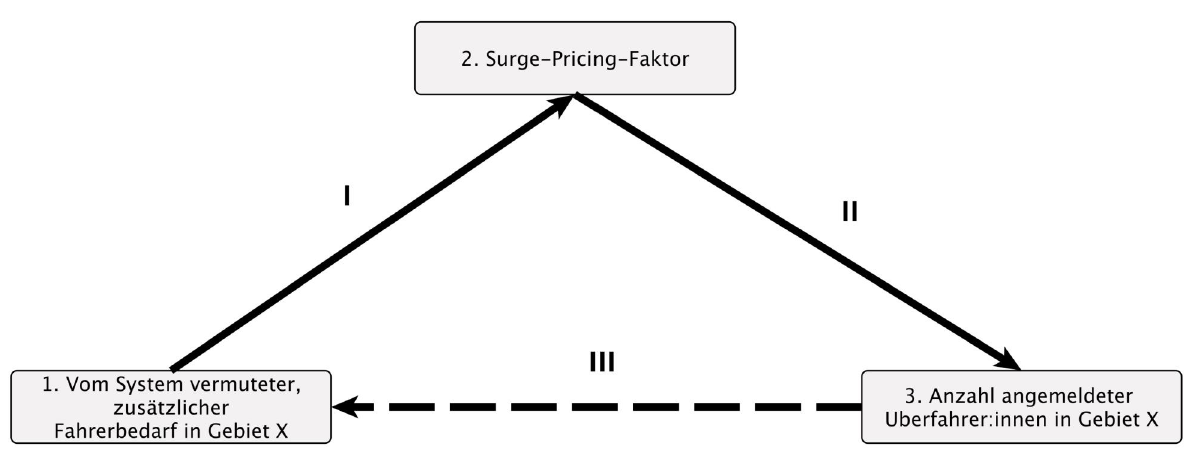 2. Surge-Pricing-Faktor
I
II
III
1. Vom System vermuteter,
zusätzlicher
Fahrerbedarf in Gebiet X
3. Anzahl angemeldeter
Uberfahrer:innen in Gebiet X